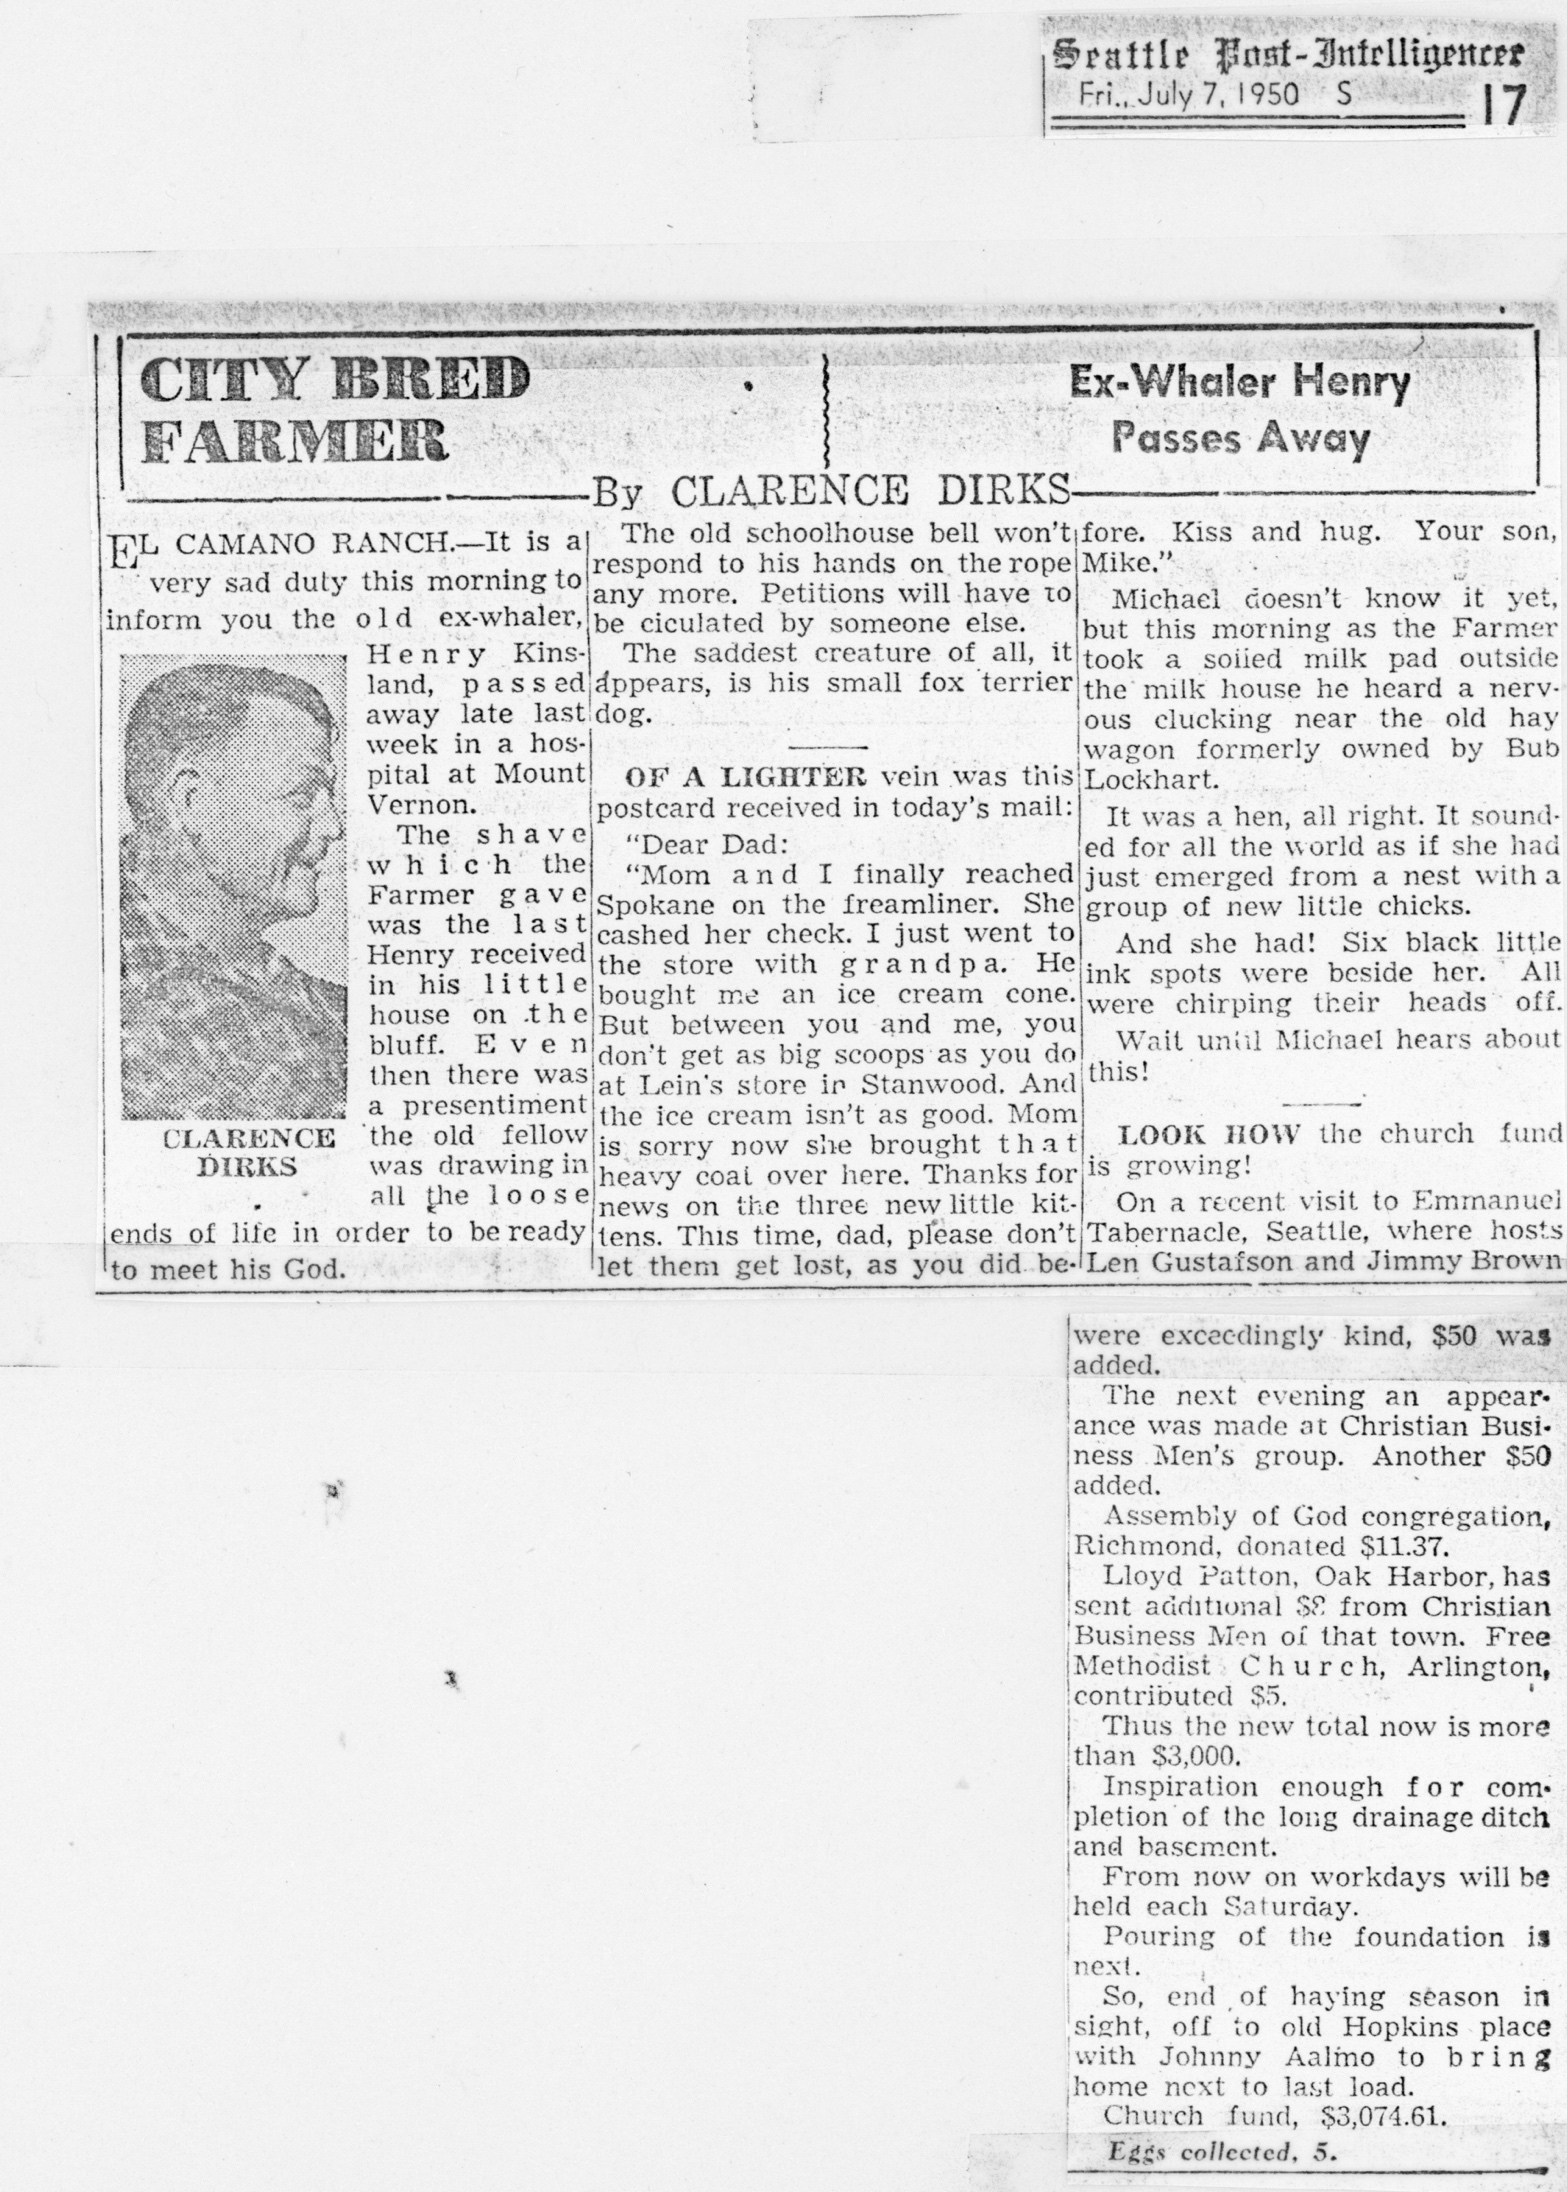 Seattle Post-Intelligencer
Fri., July 7, 1950 S 17
CITY BRED
FARMER
Ex-Whaler Henry
Passes Away
By CLARENCE DIRKS
EL CAMANO RANCH.—It is a
very sad duty this morning to
inform you the old ex-whaler,
Henry Kins-
land, passed
away late last
week in a hos-
pital at Mount
Vernon.
The shave
which the
Farmer gave
was the last
Henry received
in his little
house on the
bluff. Even
then there was
a presentiment
the old fellow
was drawing in
all the loose
CLARENCE
DIRKS
ends of life in order to be ready
to meet his God.
The old schoolhouse bell won't
respond to his hands on the rope
any more. Petitions will have to
be ciculated by someone else.
The saddest creature of all, it
appears, is his small fox terrier
dog.
OF A LIGHTER vein was this
postcard received in today's mail:
"Dear Dad:
"Mom and I finally reached
Spokane on the freamliner. She
cashed her check. I just went to
the store with grandpa. He
bought me an ice cream cone.
But between you and me, you
don't get as big scoops as you do
at Lein's store in Stanwood. And
the ice cream isn't as good. Mom
is sorry now she brought that
heavy coat over here. Thanks for
news on the three new little kit-
tens. This time, dad, please don't
let them get lost, as you did be-
fore. Kiss and hug. Your son,
Mike."
Michael doesn't know it yet,
but this morning as the Farmer
took a soiled milk pad outside
the milk house he heard a nerv-
ous clucking near the old hay
wagon formerly owned by Bub
Lockhart.
It was a hen, all right. It sound-
ed for all the world as if she had
just emerged from a nest with a
group of new little chicks.
And she had! Six black little
ink spots were beside her. All
were chirping their heads off.
Wait until Michael hears about
this!
LOOK HOW the church fund
is growing!
On a recent visit to Emmanuel
Tabernacle, Seattle, where hosts
Len Gustafson and Jimmy Brown
were exceedingly kind, $50 was
added.
The next evening an appear-
ance was made at Christian Busi-
ness Men's group. Another $50
added.
Assembly of God congregation,
Richmond, donated $11.37.
Lloyd Patton, Oak Harbor, has
sent additional $8 from Christian
Business Men of that town. Free
Methodist Church, Arlington,
contributed $5.
Thus the new total now is more
than $3,000.
Inspiration enough for com-
pletion of the long drainage ditch
and basement.
From now on workdays will be
held each Saturday.
Pouring of the foundation is
next.
So, end of haying season in
sight, off to old Hopkins place
with Johnny Aalmo to bring
home next to last load.
Church fund, $3,074.61.
Eggs collected, 5.